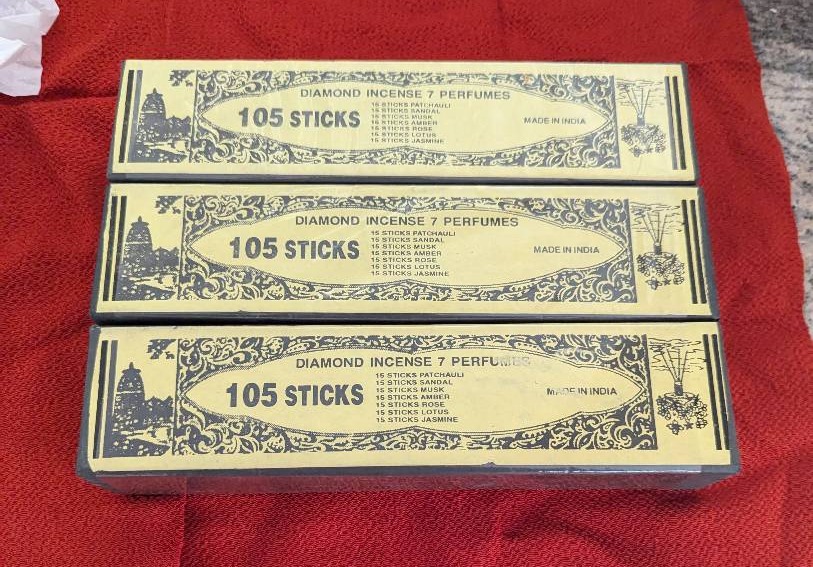 DIAMOND INCENSE 7 PERFUMES
105 STICKS
15 STICKS PATCHAULI
15 STICKS SANDAL
15 STICKS MUSK
15 STICKS AMBER
15 STICKS ROSE
15 STICKS LOTUS
15 STICKS JASMINE
MADE IN INDIA
DIAMOND INCENSE 7 PERFUMES
105 STICKS
15 STICKS PATCHAULI
15 STICKS SANDAL
15 STICKS MUSK
15 STICKS AMBER
15 STICKS ROSE
15 STICKS LOTUS
15 STICKS JASMINE
MADE IN INDIA
DIAMOND INCENSE 7 PERFUMES
105 STICKS
15 STICKS PATCHAULI
15 STICKS SANDAL
15 STICKS MUSK
15 STICKS AMBER
15 STICKS ROSE
15 STICKS LOTUS
15 STICKS JASMINE
MADE IN INDIA